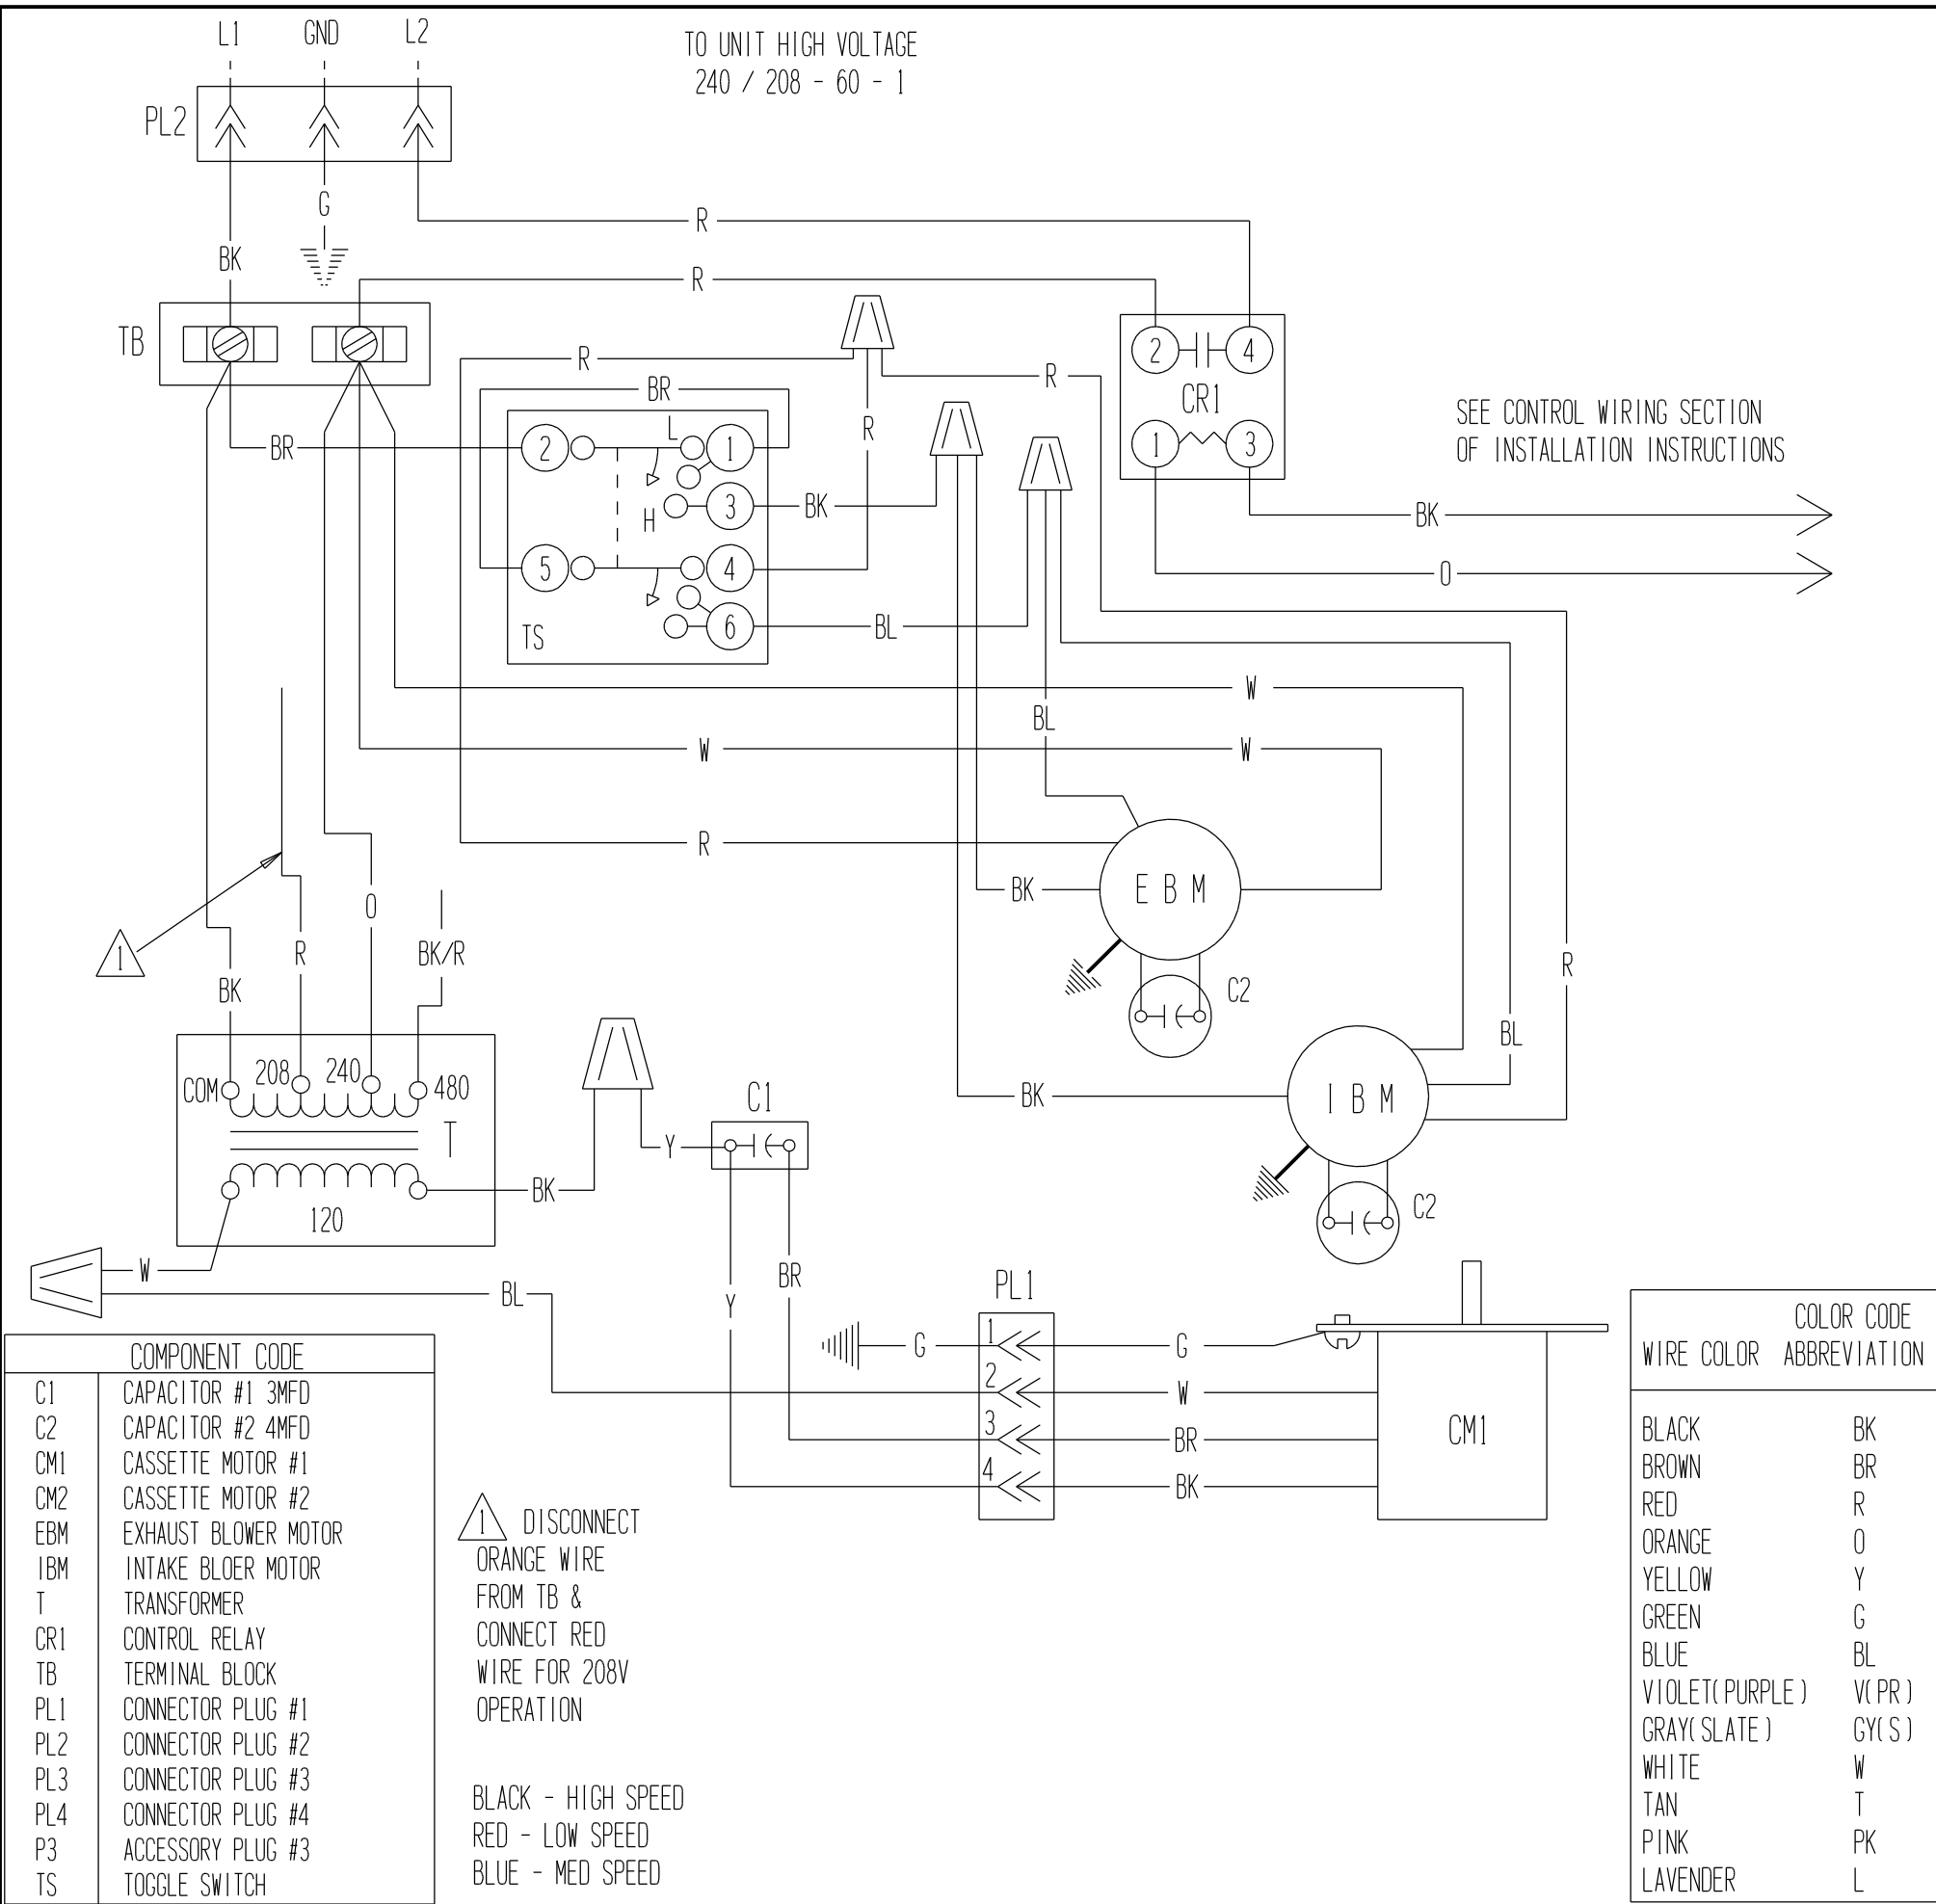 L1 GND L2
TO UNIT HIGH VOLTAGE
240 / 208 - 60 - 1
PL2
G
R
BK
R
TB
2 4
CR1
1 3
R
R
BR
R
L
BR
2 1
H
3
BK
5 4
6
BL
TS
SEE CONTROL WIRING SECTION
OF INSTALLATION INSTRUCTIONS
BK
O
W
BL
W W
R
E B M
BK
O
1
R
BK/R
BK
C2
R
BL
COM 208 240 480
T
120
BK
C1
Y
BK
I B M
C2
W
BL
BR
Y
PL1
1
G G
2
W
3
BR
4
BK
CM1
COMPONENT CODE
C1 CAPACITOR #1 3MFD
C2 CAPACITOR #2 4MFD
CM1 CASSETTE MOTOR #1
CM2 CASSETTE MOTOR #2
EBM EXHAUST BLOWER MOTOR
IBM INTAKE BLOER MOTOR
T TRANSFORMER
CR1 CONTROL RELAY
TB TERMINAL BLOCK
PL1 CONNECTOR PLUG #1
PL2 CONNECTOR PLUG #2
PL3 CONNECTOR PLUG #3
PL4 CONNECTOR PLUG #4
P3 ACCESSORY PLUG #3
TS TOGGLE SWITCH
1 DISCONNECT
ORANGE WIRE
FROM TB &
CONNECT RED
WIRE FOR 208V
OPERATION
BLACK - HIGH SPEED
RED - LOW SPEED
BLUE - MED SPEED
COLOR CODE
WIRE COLOR ABBREVIATION
BLACK BK
BROWN BR
RED R
ORANGE O
YELLOW Y
GREEN G
BLUE BL
VIOLET(PURPLE) V(PR)
GRAY(SLATE) GY(S)
WHITE W
TAN T
PINK PK
LAVENDER L